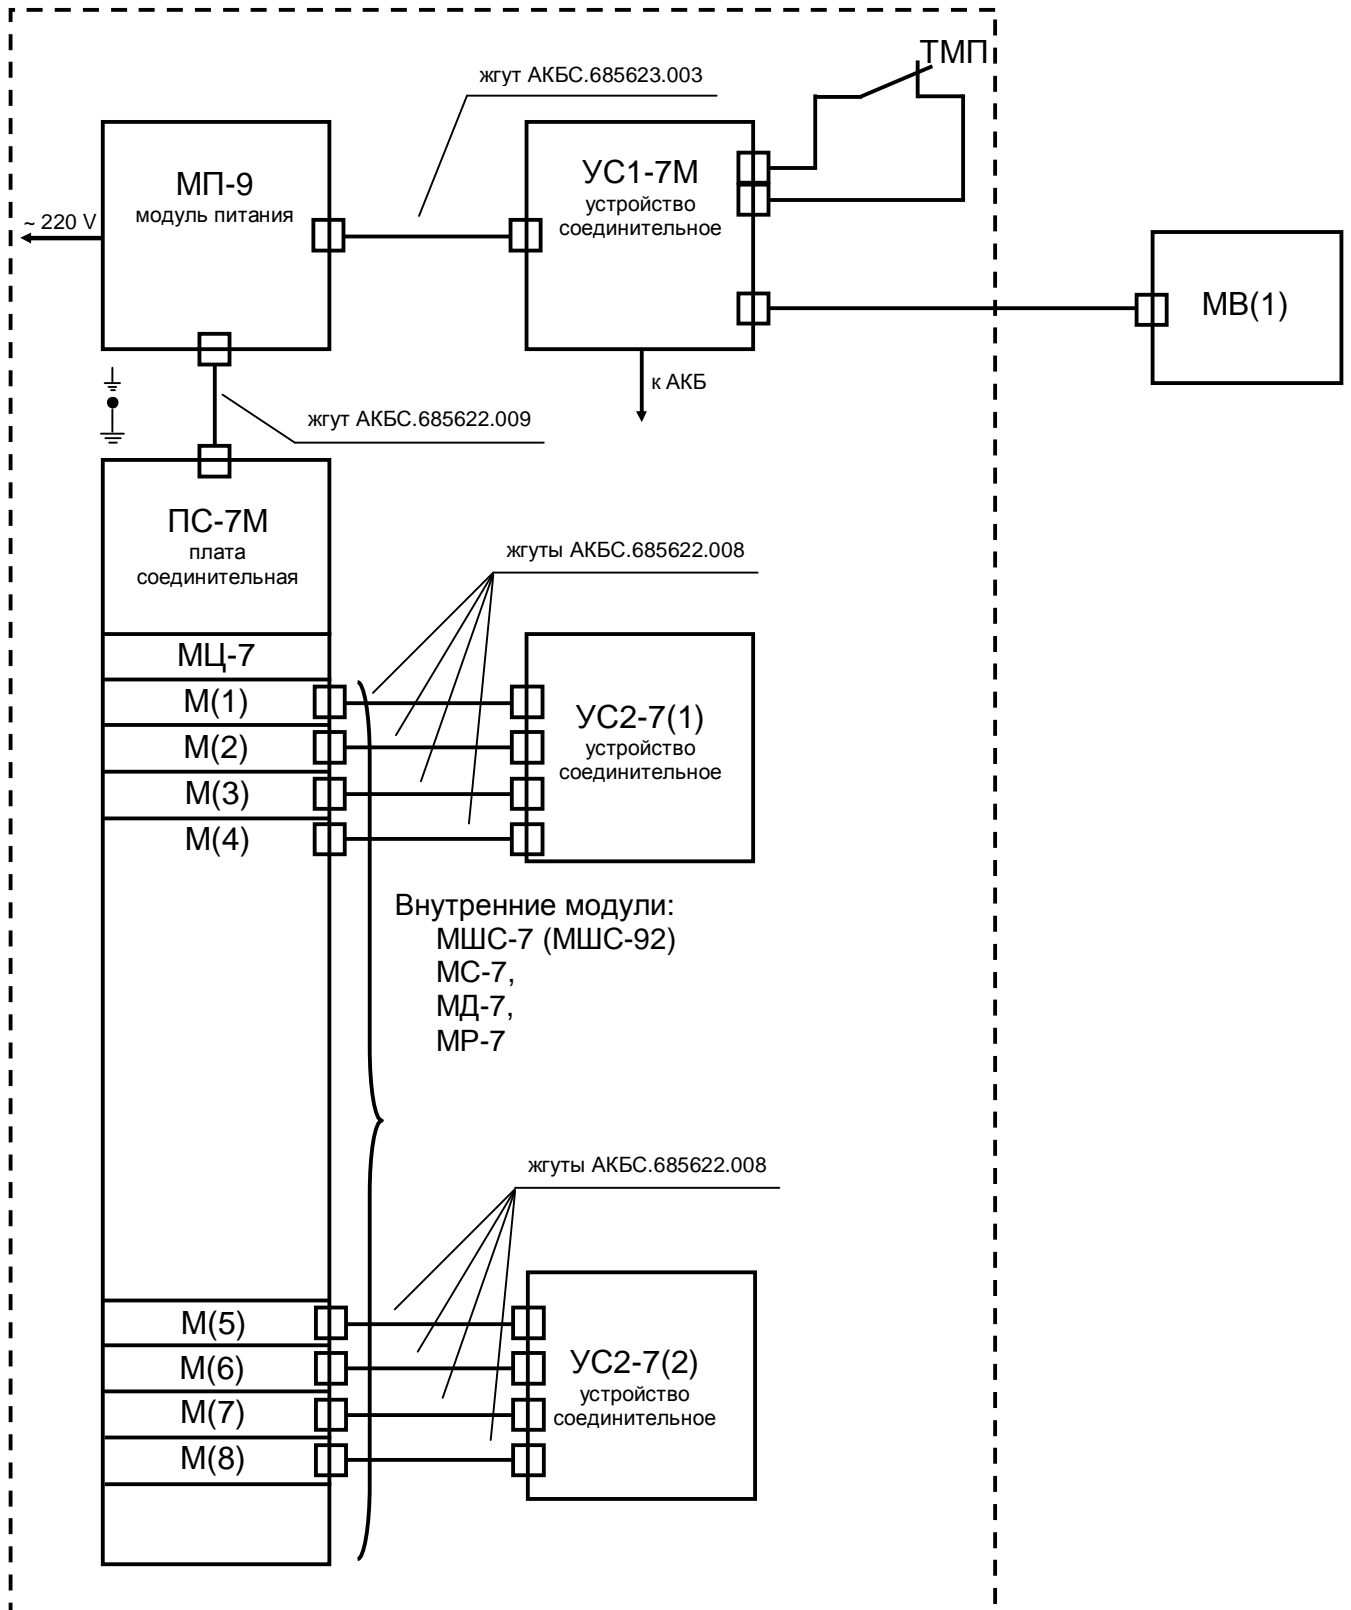 ТМП
жгут АКБС.685623.003
МП-9
модуль питания
УС1-7М
устройство
соединительное
~ 220 V
МВ(1)
к АКБ
жгут АКБС.685622.009
ПС-7М
плата
соединительная
жгуты АКБС.685622.008
МЦ-7
М(1)
М(2)
М(3)
М(4)
УС2-7(1)
устройство
соединительное
Внутренние модули:
МШС-7 (МШС-92)
МС-7,
МД-7,
МР-7
жгуты АКБС.685622.008
М(5)
М(6)
М(7)
М(8)
УС2-7(2)
устройство
соединительное